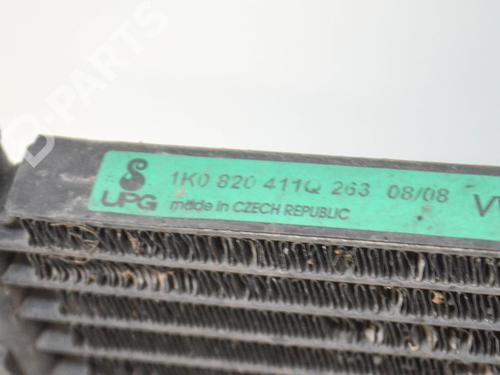 B-PARTS
1K0 820 411Q 263 08/08
UPG made in CZECH REPUBLIC